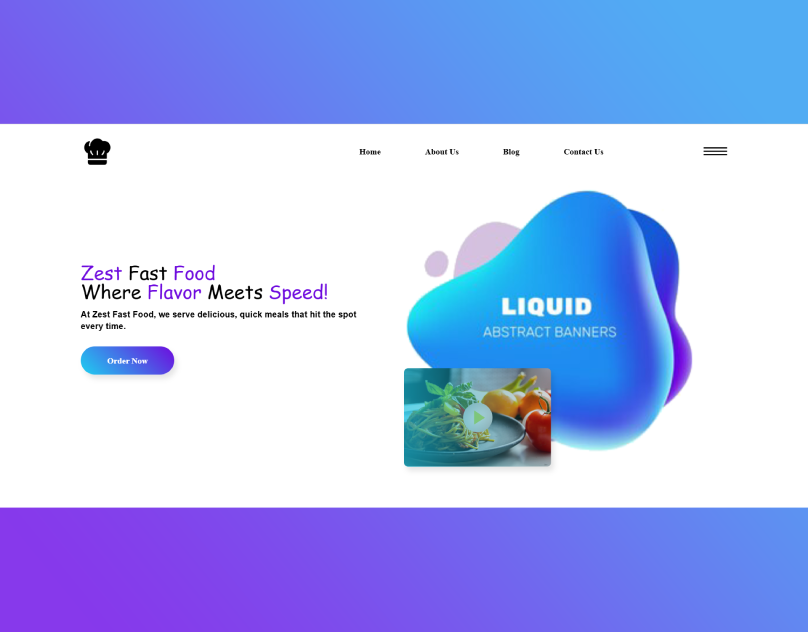 Home About Us Blog Contact Us
Zest Fast Food
Where Flavor Meets Speed!
At Zest Fast Food, we serve delicious, quick meals that hit the spot
every time.
Order Now
LIQUID
ABSTRACT BANNERS